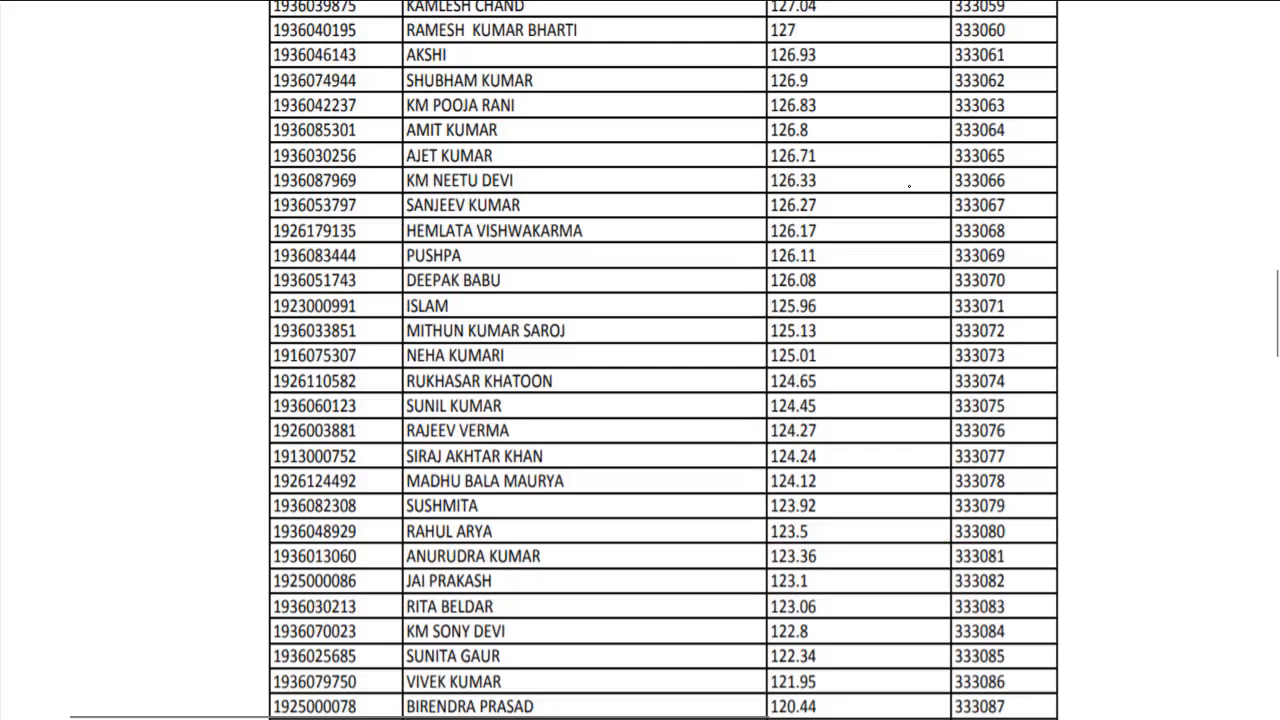 1936039875 KAMLESH CHAND 127.04 333059
1936040195 RAMESH  KUMAR BHARTI 127 333060
1936046143 AKSHI 126.93 333061
1936074944 SHUBHAM KUMAR 126.9 333062
1936042237 KM POOJA RANI 126.83 333063
1936085301 AMIT KUMAR 126.8 333064
1936030256 AJET KUMAR 126.71 333065
1936087969 KM NEETU DEVI 126.33 333066
1936053797 SANJEEV KUMAR 126.27 333067
1926179135 HEMLATA VISHWAKARMA 126.17 333068
1936083444 PUSHPA 126.11 333069
1936051743 DEEPAK BABU 126.08 333070
1923000991 ISLAM 125.96 333071
1936033851 MITHUN KUMAR SAROJ 125.13 333072
1916075307 NEHA KUMARI 125.01 333073
1926110582 RUKHASAR KHATOON 124.65 333074
1936060123 SUNIL KUMAR 124.45 333075
1926003881 RAJEEV VERMA 124.27 333076
1913000752 SIRAJ AKHTAR KHAN 124.24 333077
1926124492 MADHU BALA MAURYA 124.12 333078
1936082308 SUSHMITA 123.92 333079
1936048929 RAHUL ARYA 123.5 333080
1936013060 ANURUDRA KUMAR 123.36 333081
1925000086 JAI PRAKASH 123.1 333082
1936030213 RITA BELDAR 123.06 333083
1936070023 KM SONY DEVI 122.8 333084
1936025685 SUNITA GAUR 122.34 333085
1936079750 VIVEK KUMAR 121.95 333086
1925000078 BIRENDRA PRASAD 120.44 333087